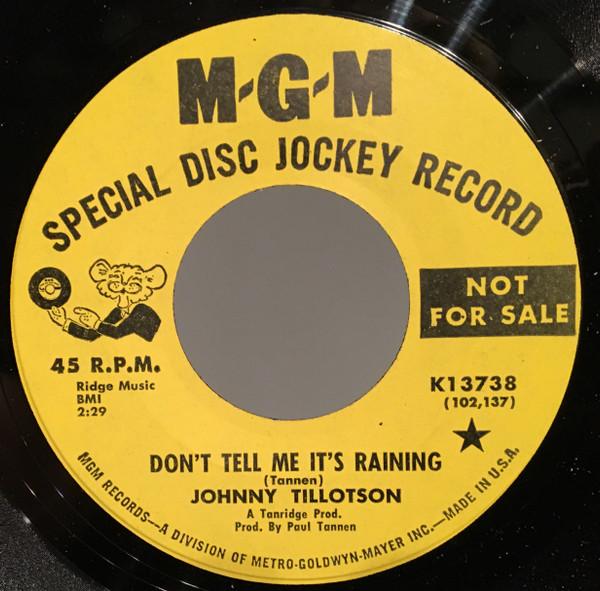 M-G-M
SPECIAL DISC JOCKEY RECORD
NOT
FOR SALE
45 R.P.M.
Ridge Music
BMI
2:29
K13738
(102,137)
DON'T TELL ME IT'S RAINING
(Tannen)
JOHNNY TILLOTSON
A Tanridge Prod.
Prod. By Paul Tannen
MGM RECORDS—A DIVISION OF METRO-GOLDWYN-MAYER INC.—MADE IN U.S.A.